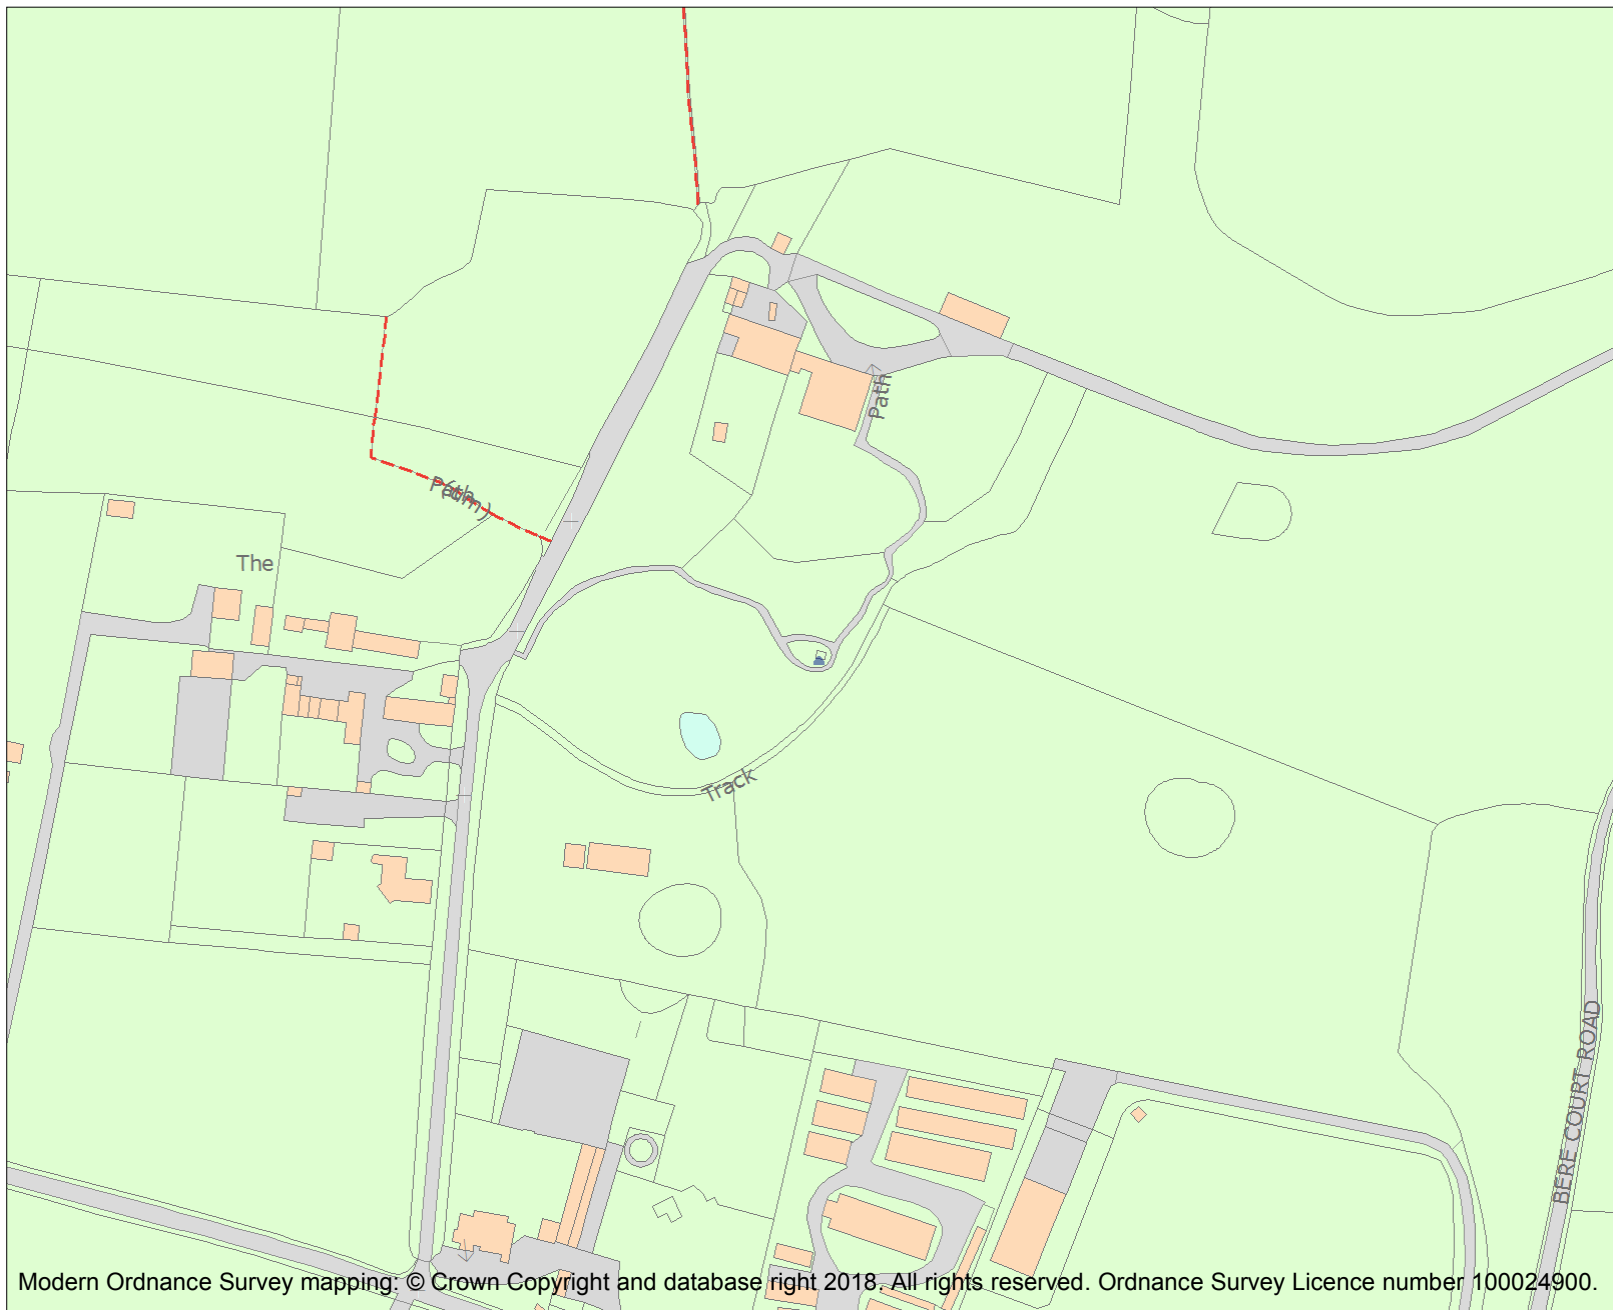 Path
Path
(um)
The
Track
BERE COURT ROAD
Modern Ordnance Survey mapping: © Crown Copyright and database right 2018. All rights reserved. Ordnance Survey Licence number 100024900.